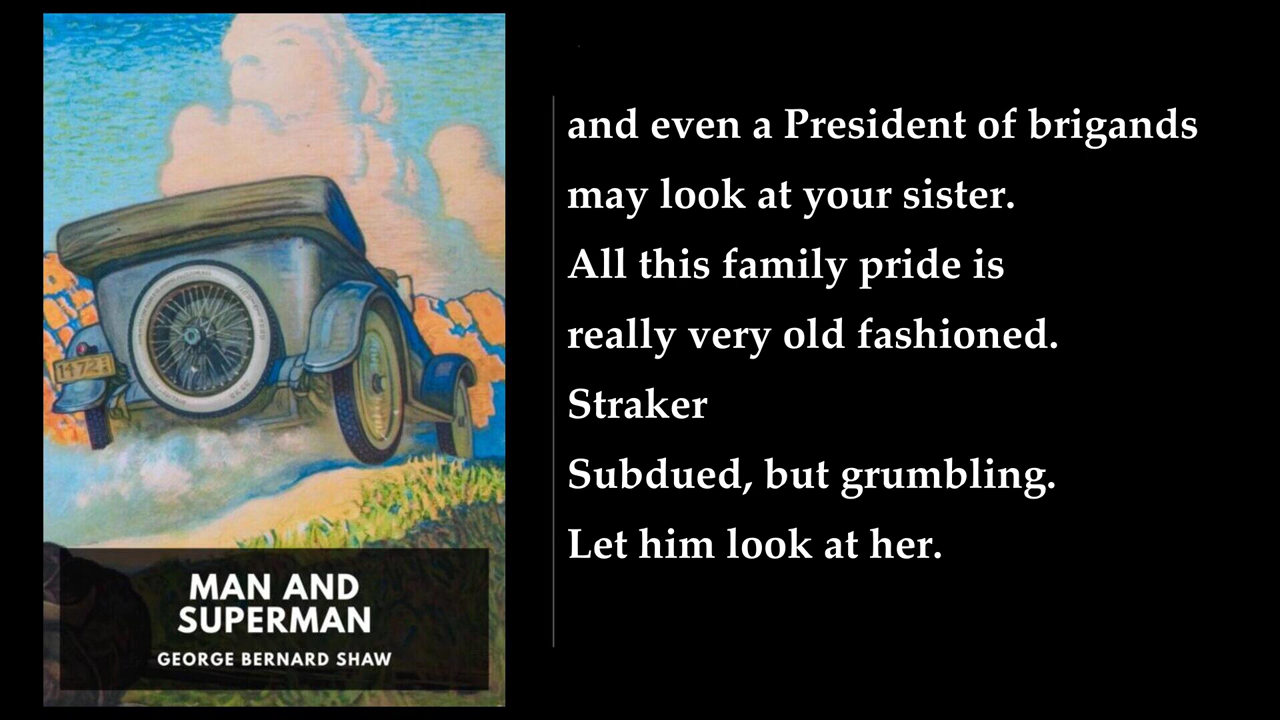 and even a President of brigands
may look at your sister.
All this family pride is
really very old fashioned.
Straker
Subdued, but grumbling.
Let him look at her.
1472
MAN AND
SUPERMAN
GEORGE BERNARD SHAW